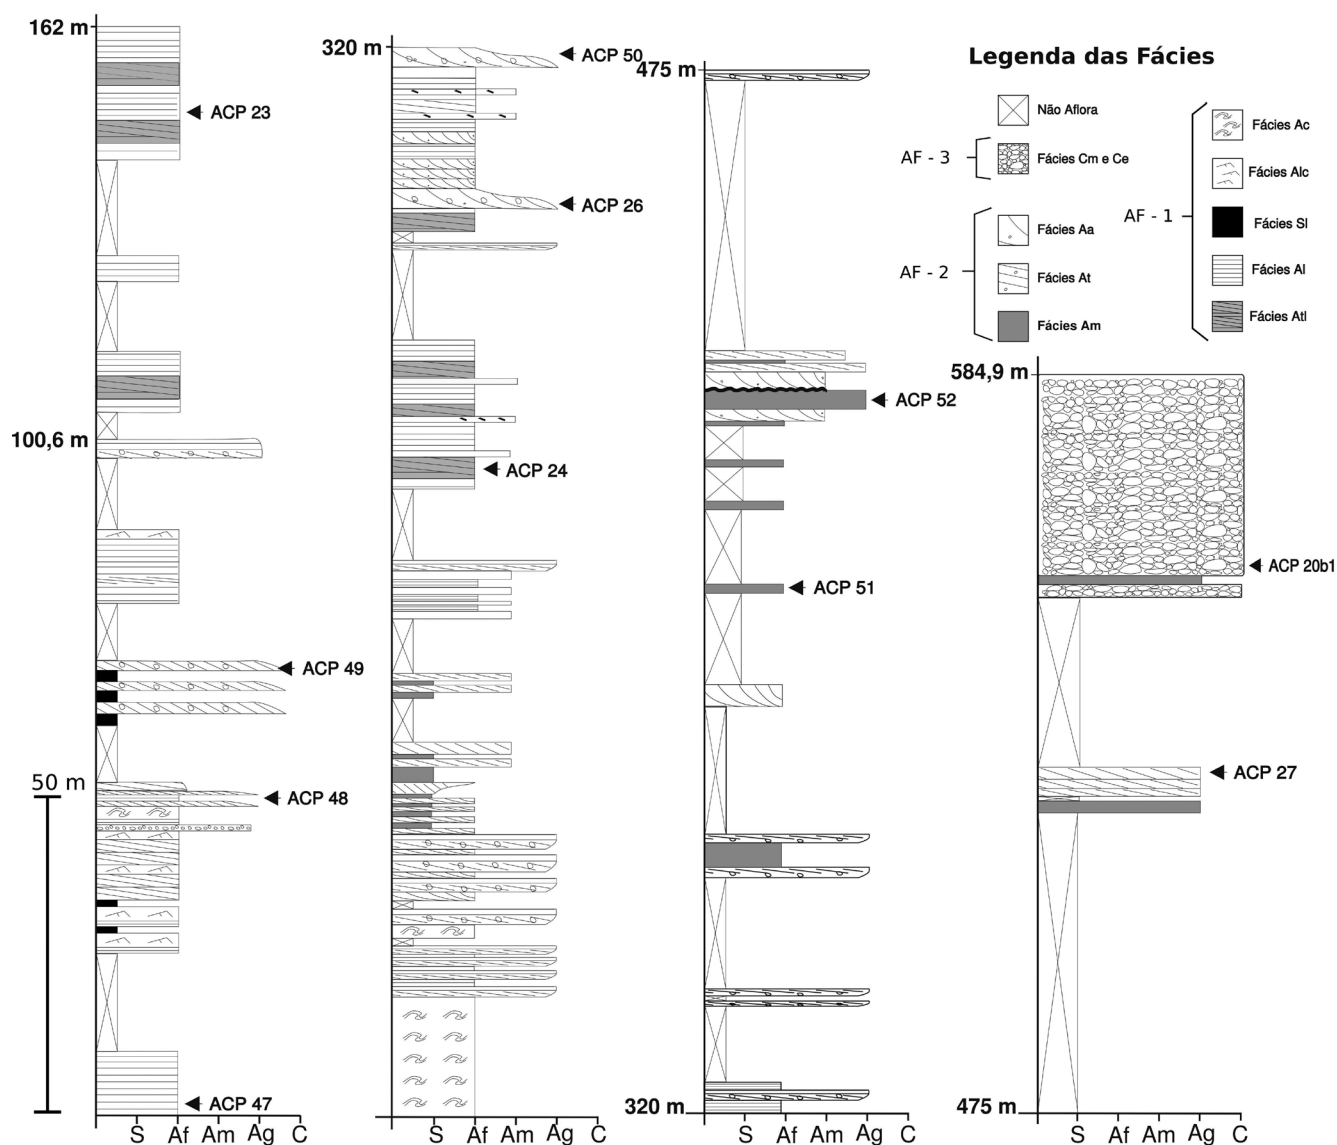 162 m
ACP 23
100,6 m
ACP 49
50 m
ACP 48
ACP 47
S Af Am Ag C
320 m
ACP 50
ACP 26
ACP 24
S Af Am Ag C
475 m
ACP 52
ACP 51
320 m
S Af Am Ag C
Legenda das Fácies
Não Aflora
AF - 3
Fácies Cm e Ce
AF - 2
Fácies Aa
Fácies At
Fácies Am
AF - 1
Fácies Ac
Fácies Alc
Fácies Sl
Fácies Al
Fácies Atl
584,9 m
ACP 20b1
ACP 27
475 m
S Af Am Ag C